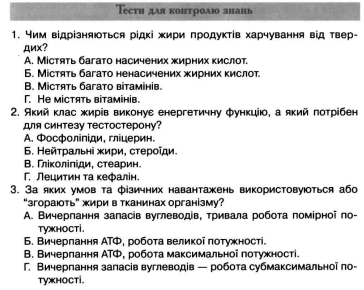 Тести для контролю знань
1. Чим відрізняються рідкі жири продуктів харчування від твер-
дих?
А. Містять багато насичених жирних кислот.
Б. Містять багато ненасичених жирних кислот.
В. Містять багато вітамінів.
Г. Не містять вітамінів.
2. Який клас жирів виконує енергетичну функцію, а який потрібен
для синтезу тестостерону?
А. Фосфоліпіди, гліцерин.
Б. Нейтральні жири, стероїди.
В. Гліколіпіди, стеарин.
Г. Лецитин та кефалін.
3. За яких умов та фізичних навантажень використовуються або
"згорають" жири в тканинах організму?
А. Вичерпання запасів вуглеводів, тривала робота помірної по-
тужності.
Б. Вичерпання АТФ, робота великої потужності.
В. Вичерпання АТФ, робота максимальної потужності.
Г. Вичерпання запасів вуглеводів — робота субмаксимальної по-
тужності.